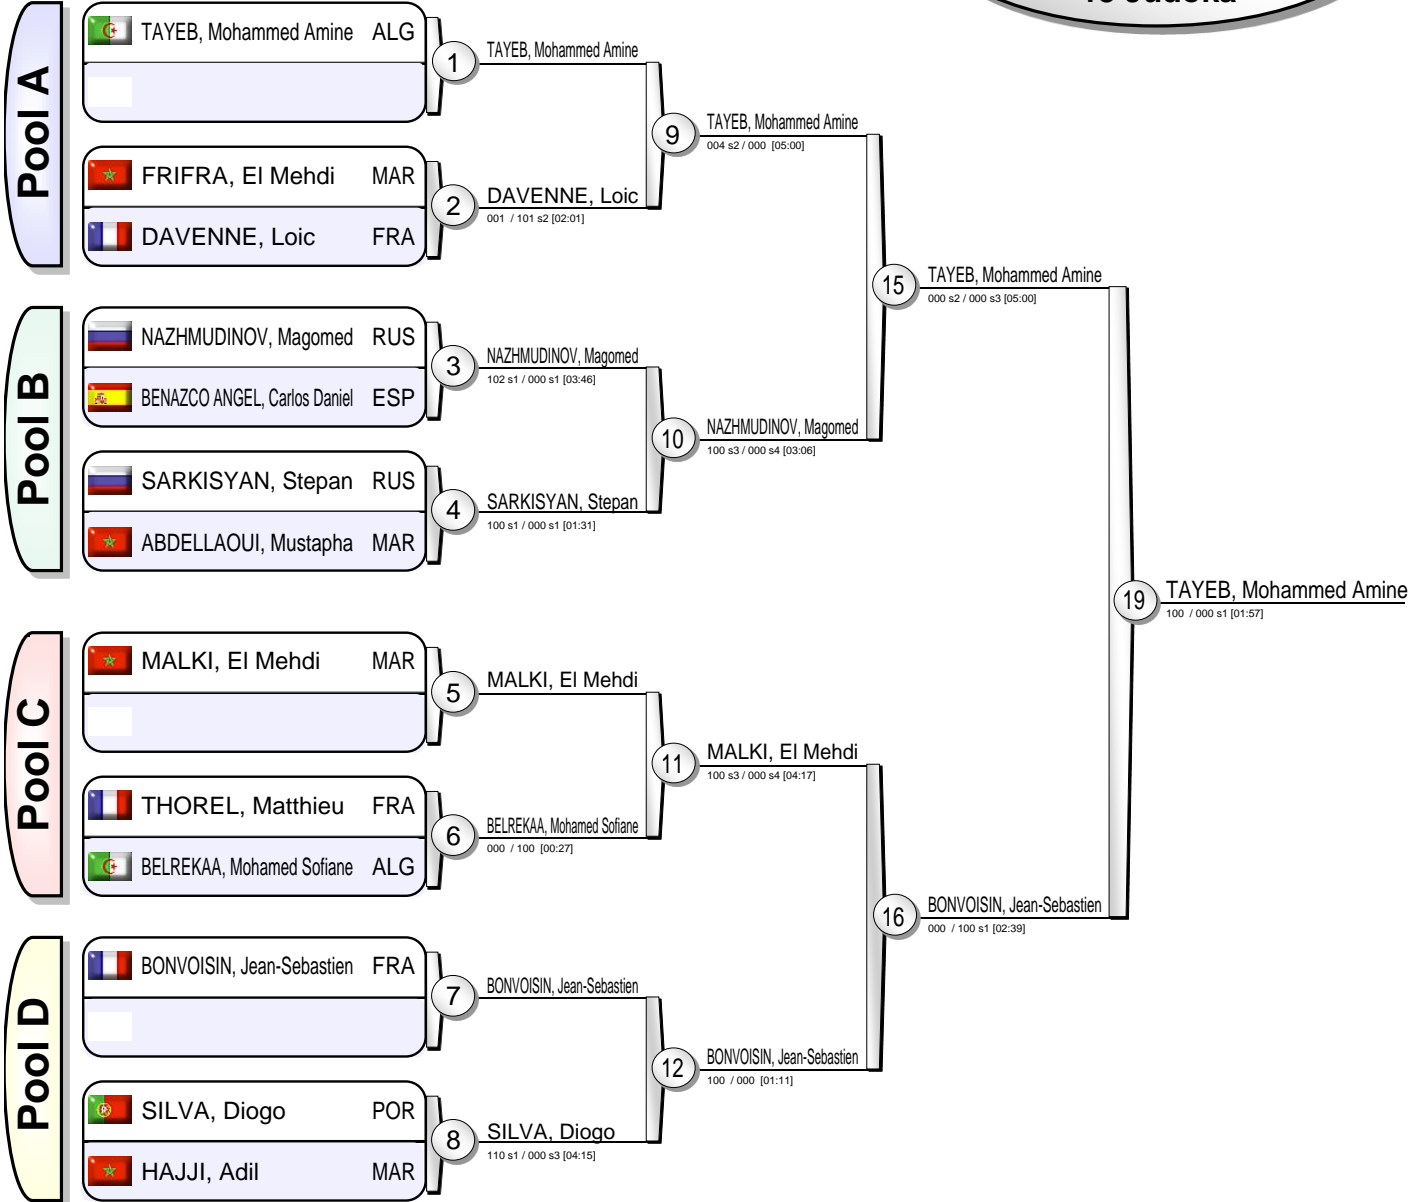 Pool A
TAYEB, Mohammed Amine ALG
FRIFRA, El Mehdi MAR
DAVENNE, Loic FRA
1
TAYEB, Mohammed Amine
2
DAVENNE, Loic
001 / 101 s2 [02:01]
9
TAYEB, Mohammed Amine
004 s2 / 000 [05:00]
Pool B
NAZHMUDINOV, Magomed RUS
BENAZCO ANGEL, Carlos Daniel ESP
SARKISYAN, Stepan RUS
ABDELLAOUI, Mustapha MAR
3
NAZHMUDINOV, Magomed
102 s1 / 000 s1 [03:46]
4
SARKISYAN, Stepan
100 s1 / 000 s1 [01:31]
10
NAZHMUDINOV, Magomed
100 s3 / 000 s4 [03:06]
15
TAYEB, Mohammed Amine
000 s2 / 000 s3 [05:00]
Pool C
MALKI, El Mehdi MAR
THOREL, Matthieu FRA
BELREKAA, Mohamed Sofiane ALG
5
MALKI, El Mehdi
6
BELREKAA, Mohamed Sofiane
000 / 100 [00:27]
11
MALKI, El Mehdi
100 s3 / 000 s4 [04:17]
Pool D
BONVOISIN, Jean-Sebastien FRA
SILVA, Diogo POR
HAJJI, Adil MAR
7
BONVOISIN, Jean-Sebastien
8
SILVA, Diogo
110 s1 / 000 s3 [04:15]
12
BONVOISIN, Jean-Sebastien
100 / 000 [01:11]
16
BONVOISIN, Jean-Sebastien
000 / 100 s1 [02:39]
19
TAYEB, Mohammed Amine
100 / 000 s1 [01:57]